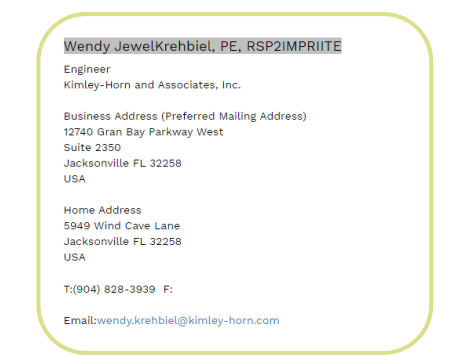 Wendy JewelKrehbiel, PE, RSP2IMPRIITE
Engineer
Kimley-Horn and Associates, Inc.
Business Address (Preferred Mailing Address)
12740 Gran Bay Parkway West
Suite 2350
Jacksonville FL 32258
USA
Home Address
5949 Wind Cave Lane
Jacksonville FL 32258
USA
T:(904) 828-3939 F:
Email:wendy.krehbiel@kimley-horn.com